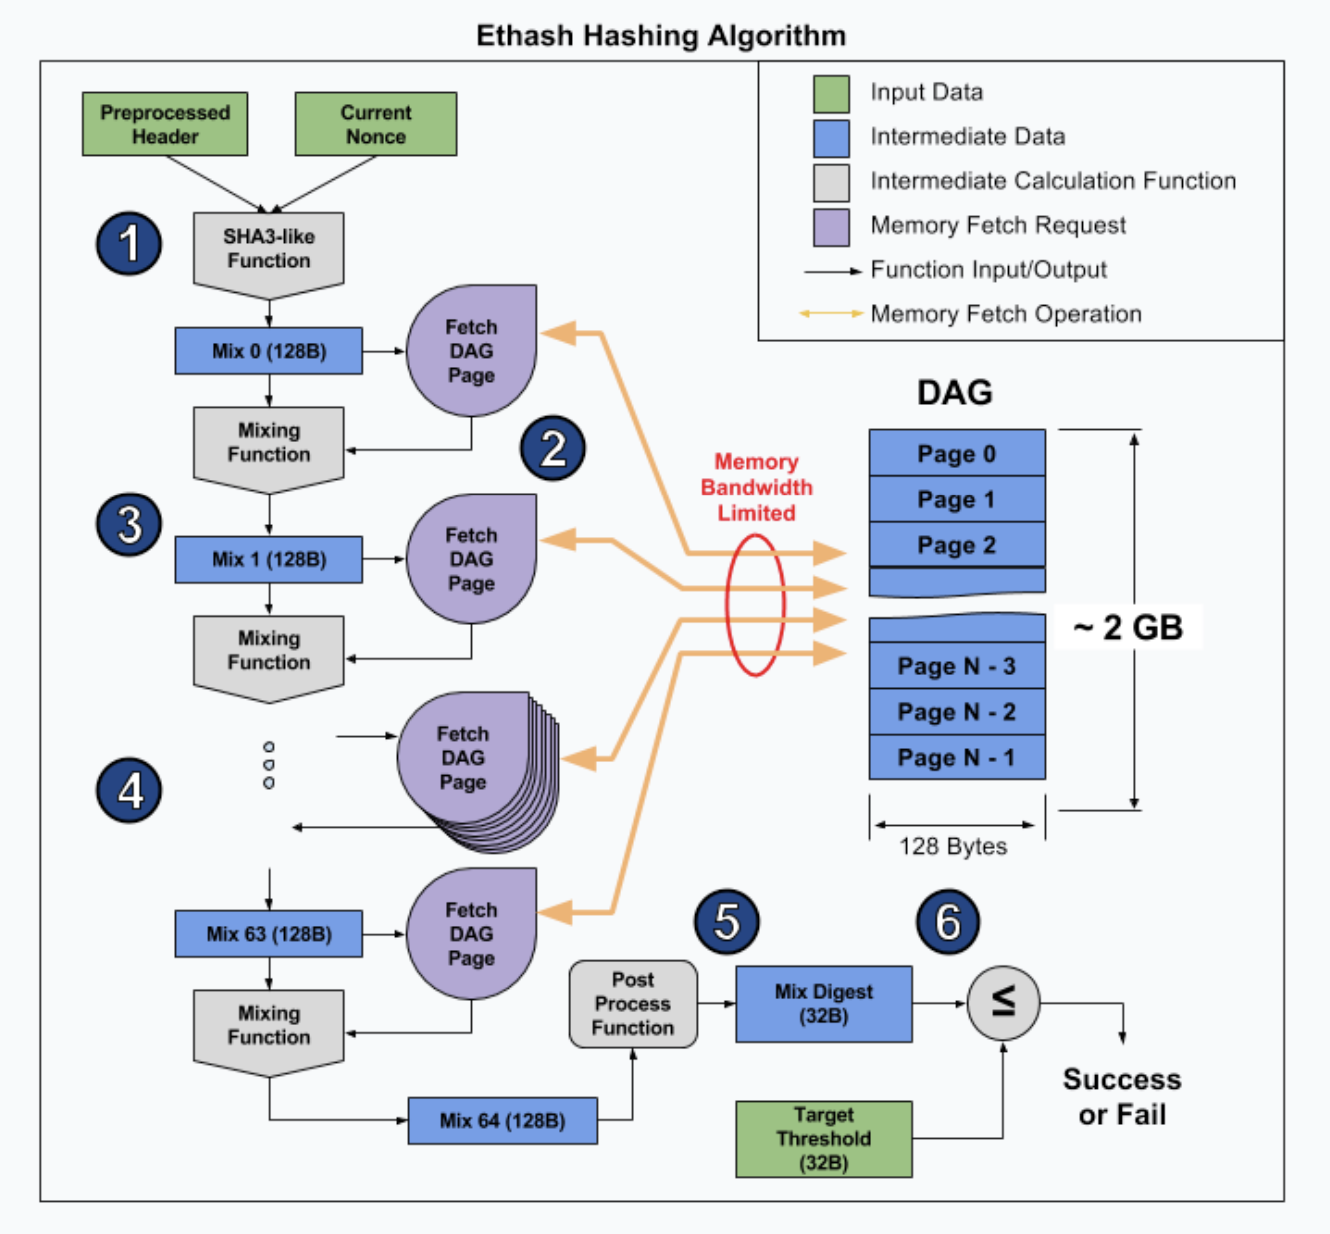 Ethash Hashing Algorithm
Input Data
Intermediate Data
Intermediate Calculation Function
Memory Fetch Request
Function Input/Output
Memory Fetch Operation
Preprocessed
Header
Current
Nonce
1
SHA3-like
Function
Mix 0 (128B)
Fetch
DAG
Page
Mixing
Function
2
3
Mix 1 (128B)
Fetch
DAG
Page
Mixing
Function
4
Fetch
DAG
Page
Mix 63 (128B)
Fetch
DAG
Page
Mixing
Function
Mix 64 (128B)
Memory
Bandwidth
Limited
DAG
Page 0
Page 1
Page 2
Page N - 3
Page N - 2
Page N - 1
~ 2 GB
128 Bytes
Post
Process
Function
5
Mix Digest
(32B)
6
≤
Target
Threshold
(32B)
Success
or Fail